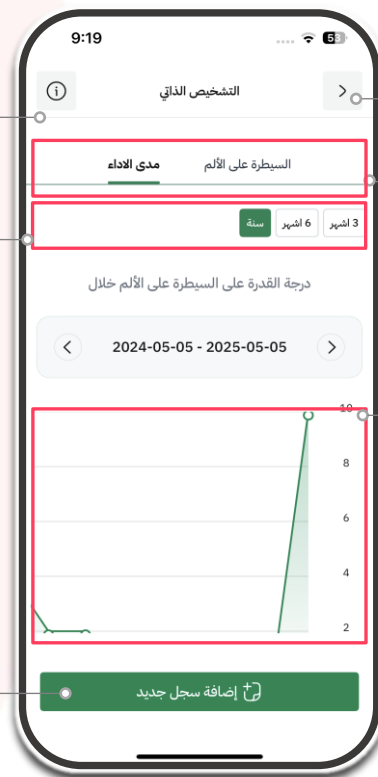 9:19
53
التشخيص الذاتي
السيطرة على الألم مدى الاداء
3 اشهر 6 اشهر سنة
درجة القدرة على السيطرة على الألم خلال
2024-05-05 - 2025-05-05
10
8
6
4
2
إضافة سجل جديد